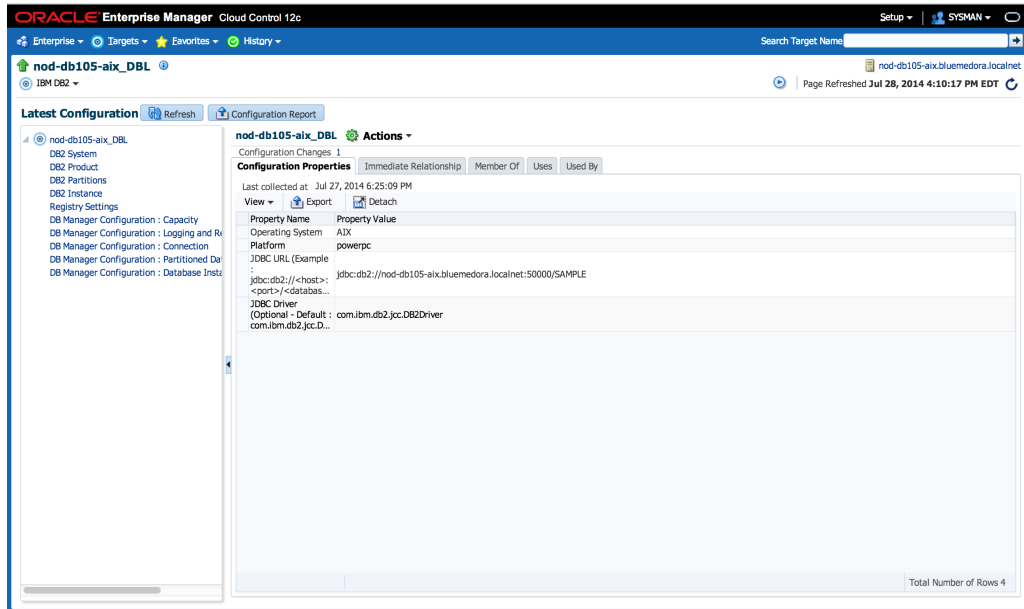 ORACLE Enterprise Manager Cloud Control 12c
Setup SYSMAN
Enterprise Targets Favorites History Search Target Name
nod-db105-aix_DBL nod-db105-aix.bluemedora.localnet
IBM DB2 Page Refreshed Jul 28, 2014 4:10:17 PM EDT
Latest Configuration Refresh Configuration Report
nod-db105-aix_DBL
DB2 System
DB2 Product
DB2 Partitions
DB2 Instance
Registry Settings
DB Manager Configuration : Capacity
DB Manager Configuration : Logging and Re
DB Manager Configuration : Connection
DB Manager Configuration : Partitioned Da
DB Manager Configuration : Database Insta
nod-db105-aix_DBL Actions
Configuration Changes 1
Configuration Properties Immediate Relationship Member Of Uses Used By
Last collected at Jul 27, 2014 6:25:09 PM
View Export Detach
Property Name Property Value
Operating System AIX
Platform powerpc
JDBC URL (Example
:
jdbc:db2://<host>:
<port>/<databas...
jdbc:db2://nod-db105-aix.bluemedora.localnet:50000/SAMPLE
JDBC Driver
(Optional - Default :
com.ibm.db2.jcc.D...
com.ibm.db2.jcc.DB2Driver
Total Number of Rows 4